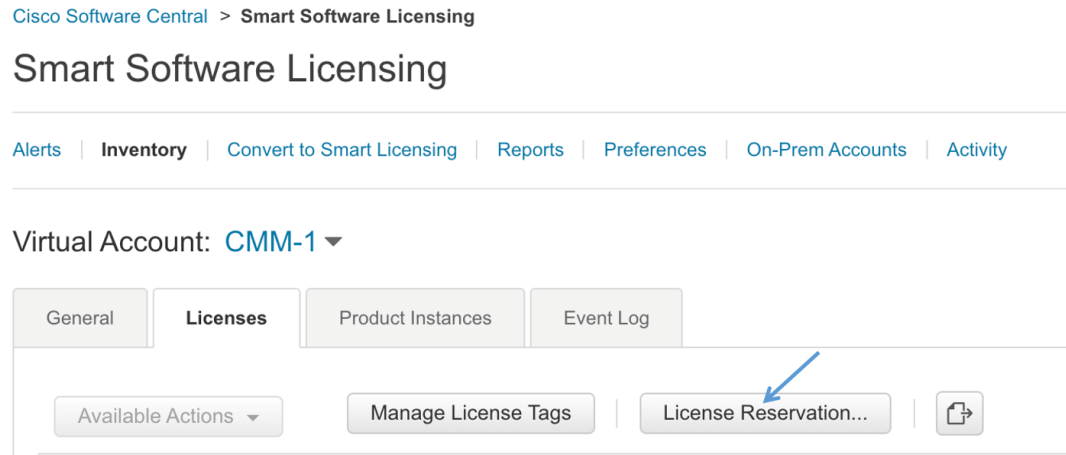 Cisco Software Central > Smart Software Licensing
Smart Software Licensing
Alerts Inventory Convert to Smart Licensing Reports Preferences On-Prem Accounts Activity
Virtual Account: CMM-1
General Licenses Product Instances Event Log
Available Actions Manage License Tags License Reservation...